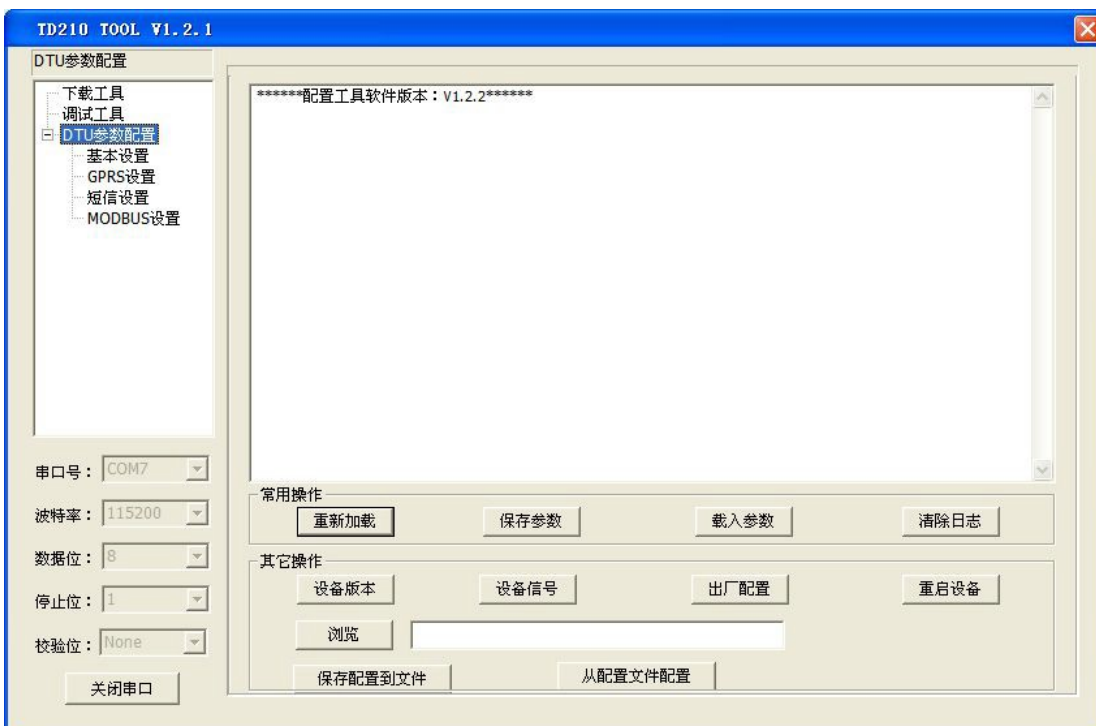 TD210 TOOL V1.2.1
DTU参数配置
下载工具
调试工具
DTU参数配置
基本设置
GPRS设置
短信设置
MODBUS设置
******配置工具软件版本：V1.2.2******
串口号： COM7
波特率： 115200
数据位： 8
停止位： 1
校验位： None
关闭串口
常用操作
重新加载 保存参数 载入参数 清除日志
其它操作
设备版本 设备信号 出厂配置 重启设备
浏览
保存配置到文件 从配置文件配置